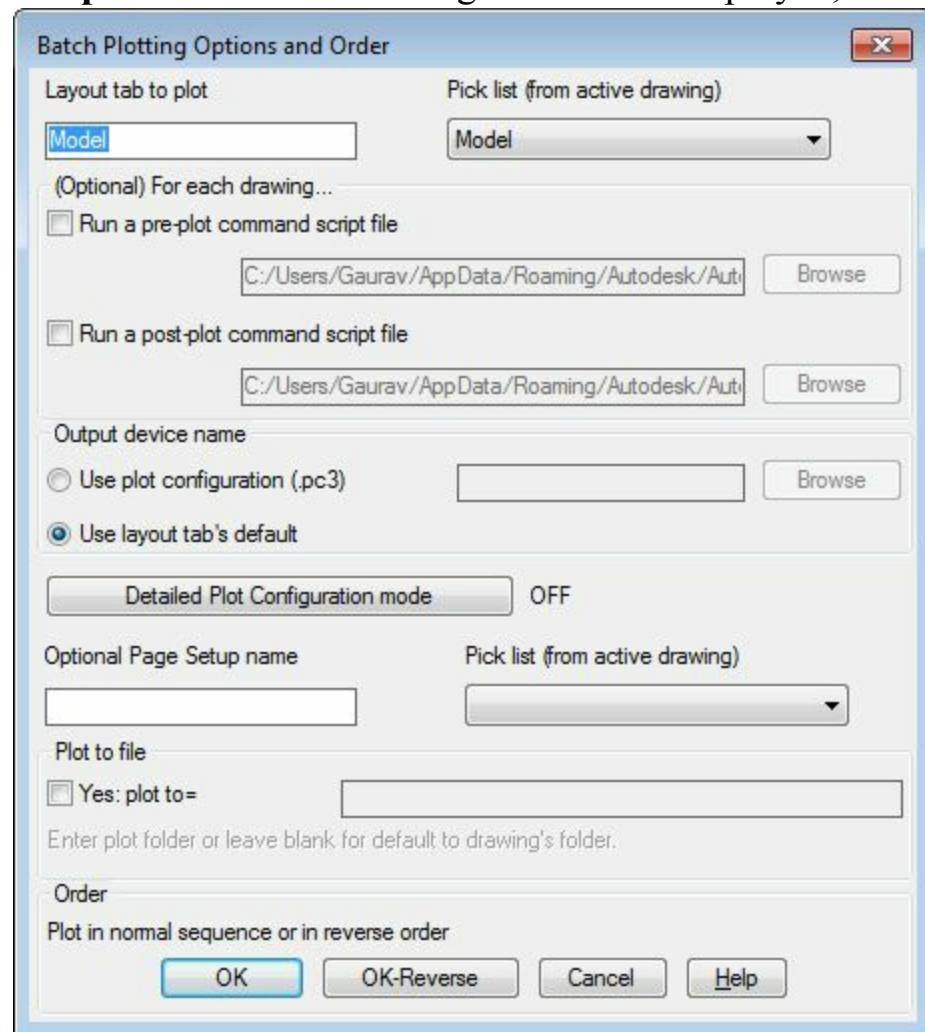 Batch Plotting Options and Order
Layout tab to plot Pick list (from active drawing)
Model Model
(Optional) For each drawing...
Run a pre-plot command script file
C:/Users/Gaurav/AppData/Roaming/Autodesk/Aut Browse
Run a post-plot command script file
C:/Users/Gaurav/AppData/Roaming/Autodesk/Aut Browse
Output device name
Use plot configuration (.pc3) Browse
Use layout tab's default
Detailed Plot Configuration mode OFF
Optional Page Setup name Pick list (from active drawing)
Plot to file
Yes: plot to=
Enter plot folder or leave blank for default to drawing's folder.
Order
Plot in normal sequence or in reverse order
OK OK-Reverse Cancel Help